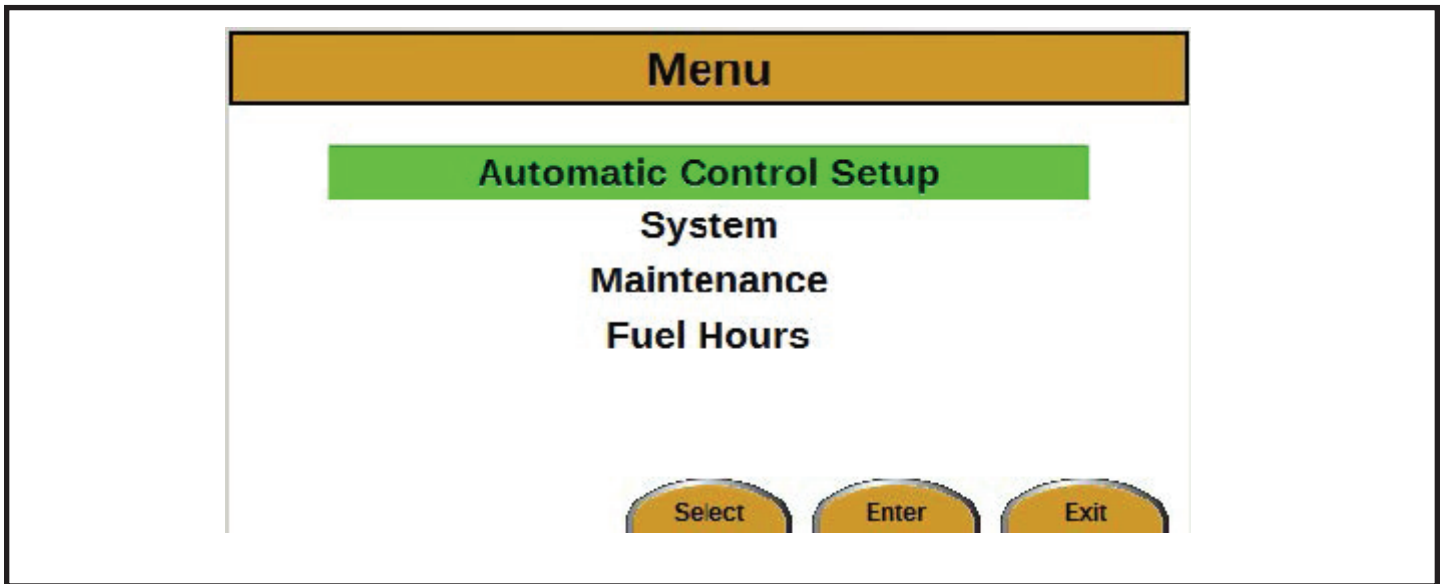 Menu
Automatic Control Setup
System
Maintenance
Fuel Hours
Select Enter Exit